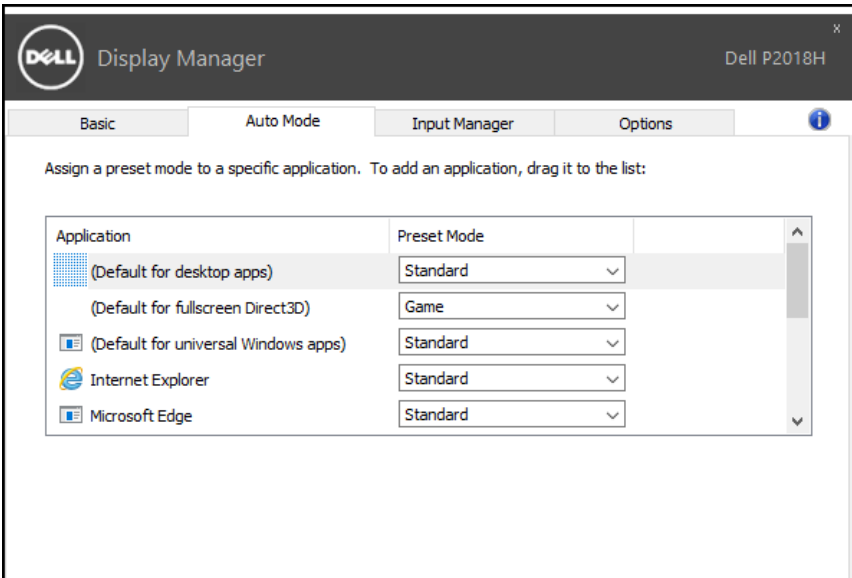 x
DELL Display Manager Dell P2018H
Basic Auto Mode Input Manager Options i
Assign a preset mode to a specific application. To add an application, drag it to the list:
Application Preset Mode
(Default for desktop apps) Standard
(Default for fullscreen Direct3D) Game
(Default for universal Windows apps) Standard
Internet Explorer Standard
Microsoft Edge Standard